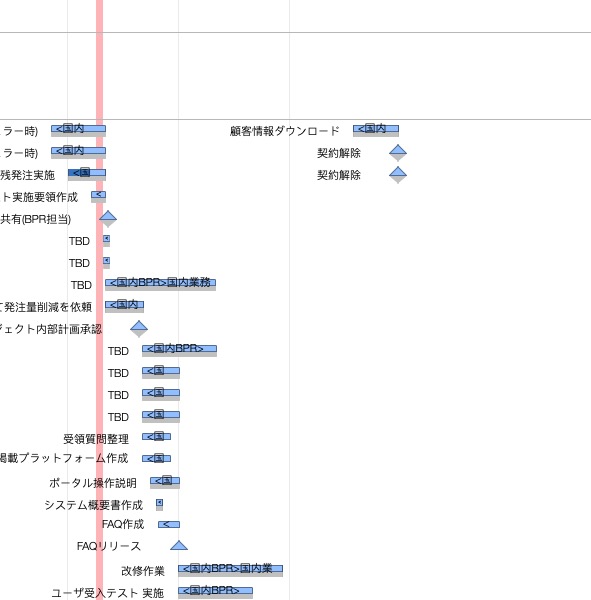 ラー時) <国内 顧客情報ダウンロード <国内
ラー時) <国内 契約解除
残発注実施 <国 契約解除
ト実施要領作成 <
共有(BPR担当)
TBD <
TBD <
TBD <国内BPR>国内業務
て発注量削減を依頼 <国内
ジェクト内部計画承認
TBD <国内BPR>
TBD <国
TBD <国
TBD <国
受領質問整理 <国
掲載プラットフォーム作成 <国
ポータル操作説明 <国
システム概要書作成 <
FAQ作成 <
FAQリリース
改修作業 <国内BPR>国内業
ユーザ受入テスト 実施 <国内BPR>